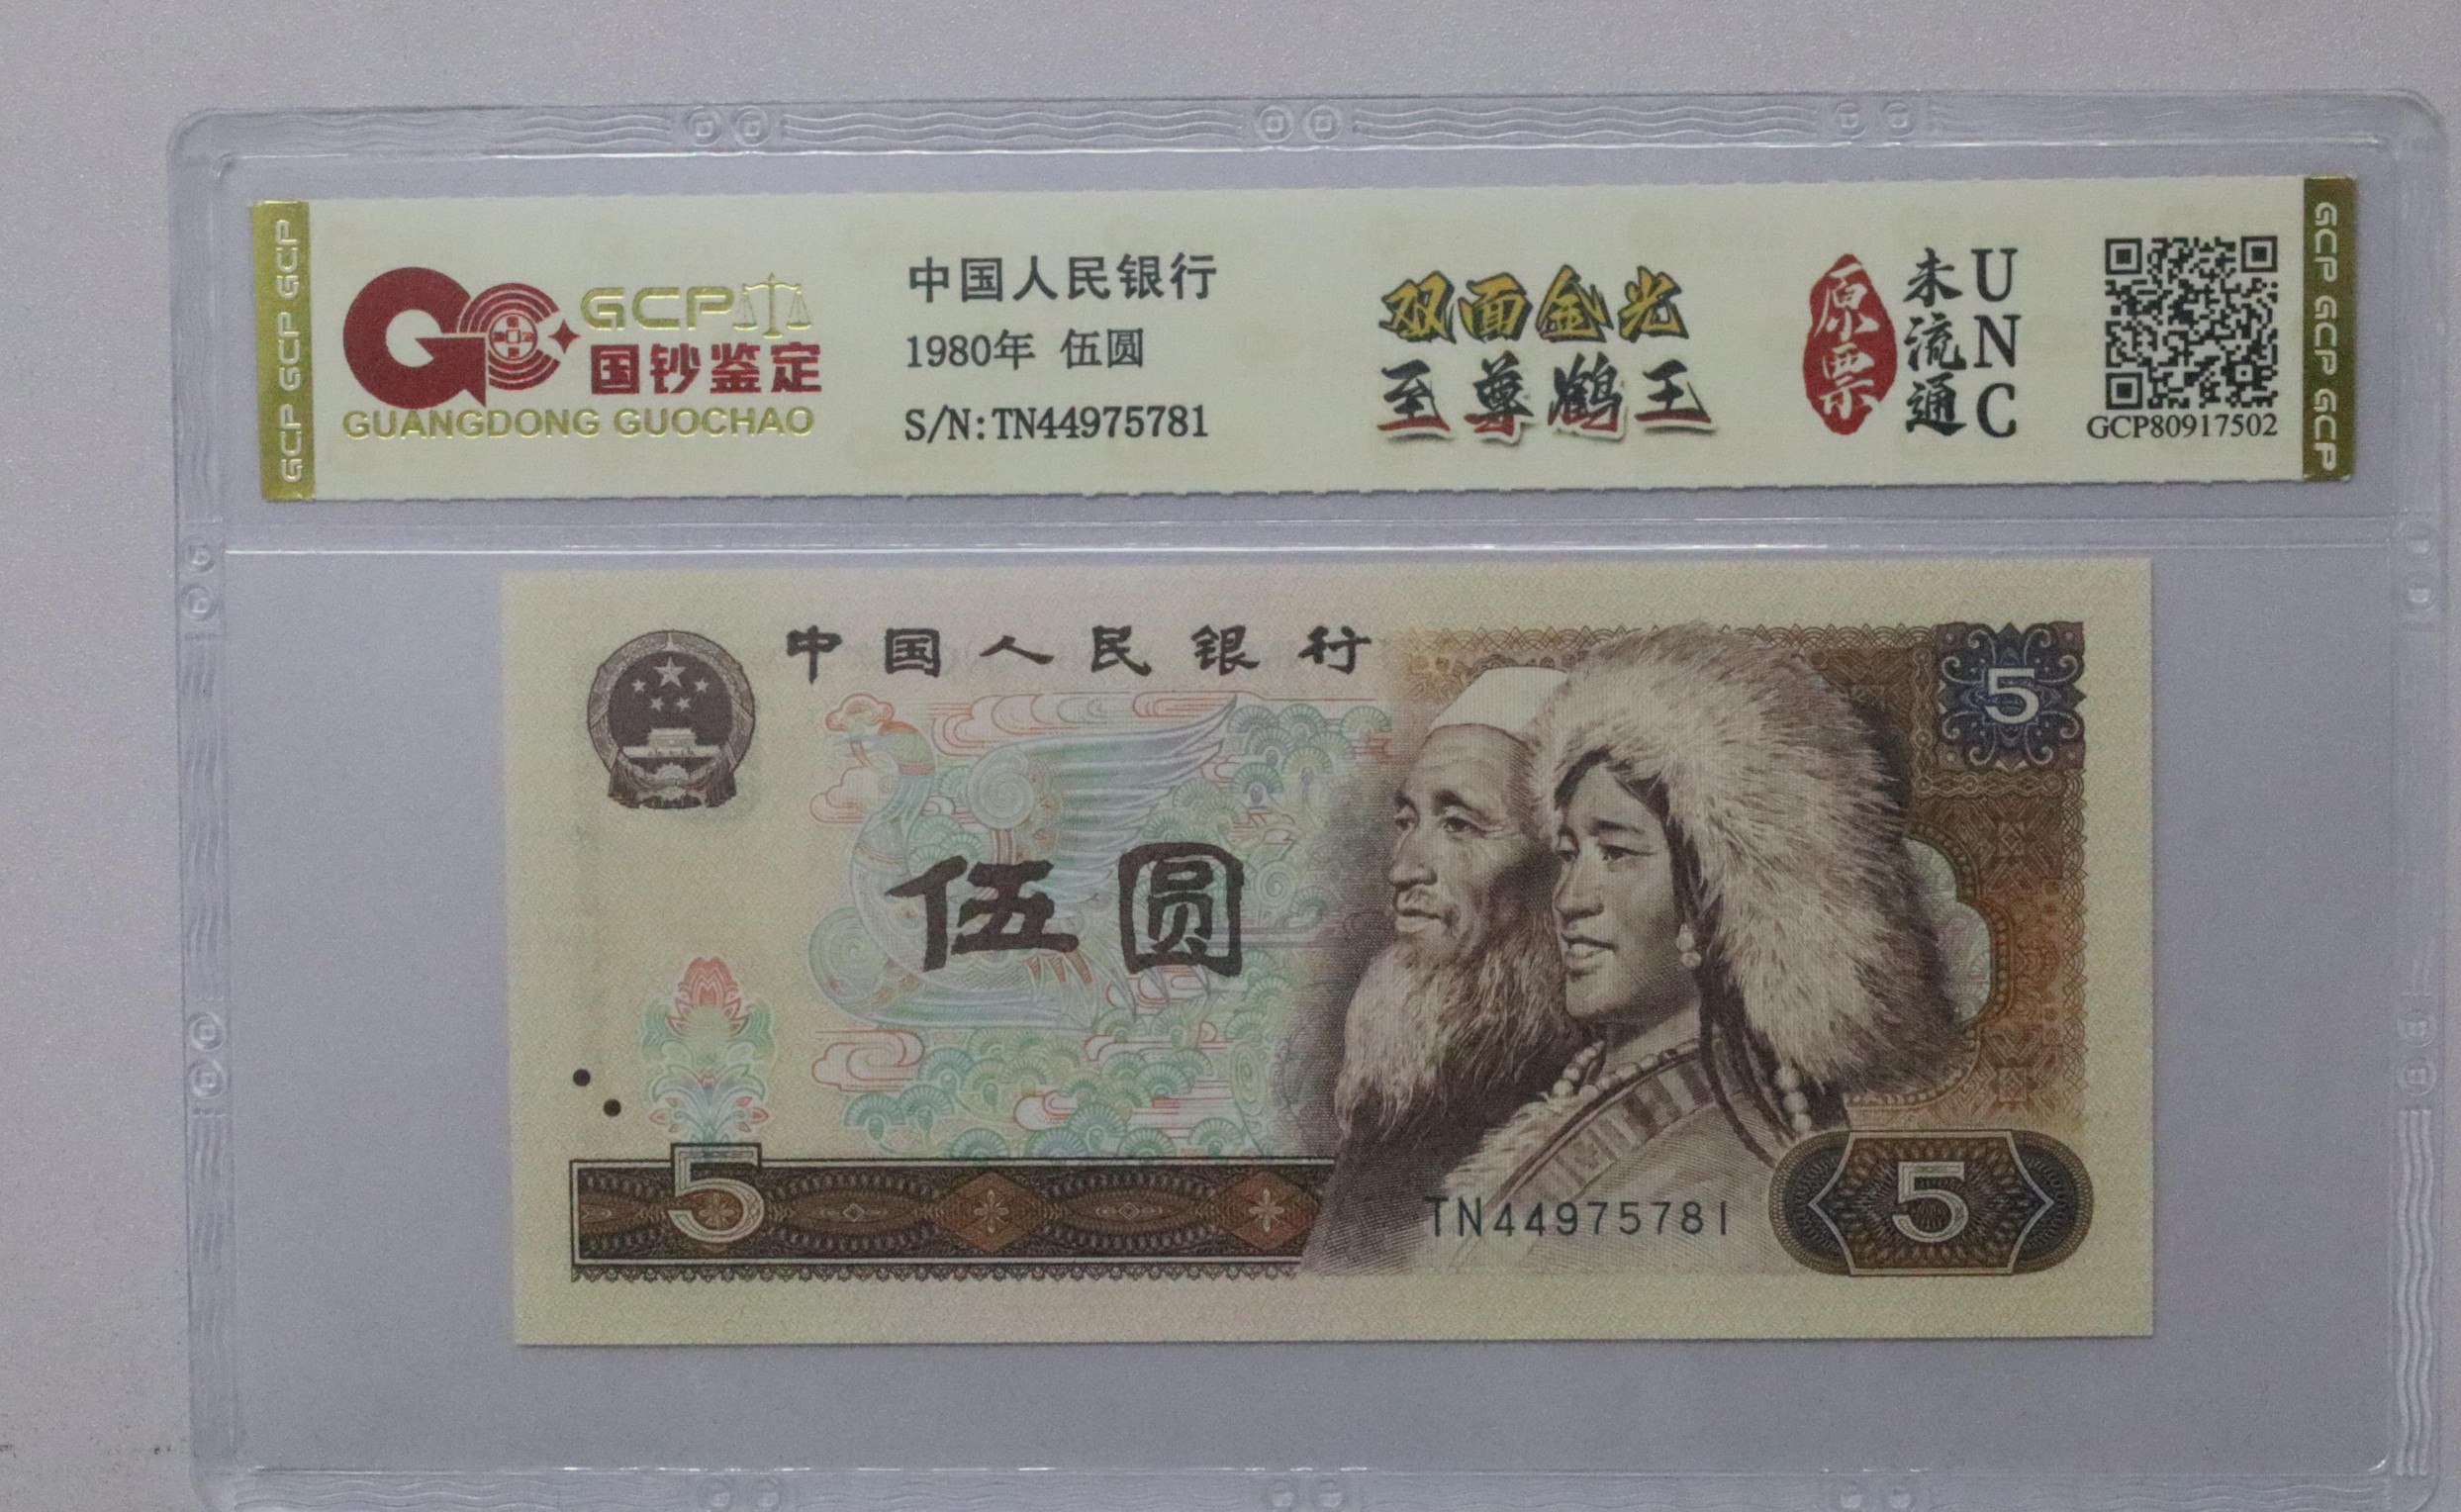 GCP GCP GCP
GCP
国钞鉴定
GUANGDONG GUOCHAO
中国人民银行
1980年 伍圆
S/N:TN44975781
双面金光
至尊鹤王
原票
未流通
UNC
GCP80917502
GCP GCP GCP
中国人民银行
5
伍圆
5
TN44975781
5